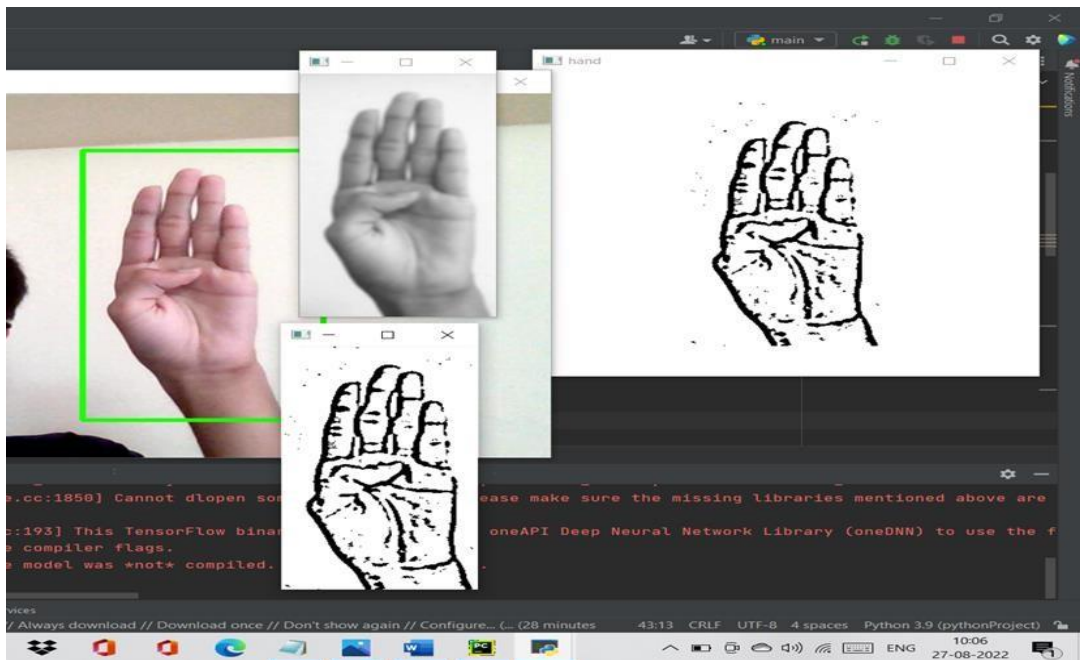 main
hand
Notifications
e.cc:1850] Cannot dlopen som
ease make sure the missing libraries mentioned above are
c:193] This TensorFlow binar
oneAPI Deep Neural Network Library (oneDNN) to use the f
e compiler flags.
e model was *not* compiled.
vices
// Always download // Download once // Don't show again // Configure... (... (28 minutes
43:13 CRLF UTF-8 4 spaces Python 3.9 (pythonProject)
ENG
10:06
27-08-2022